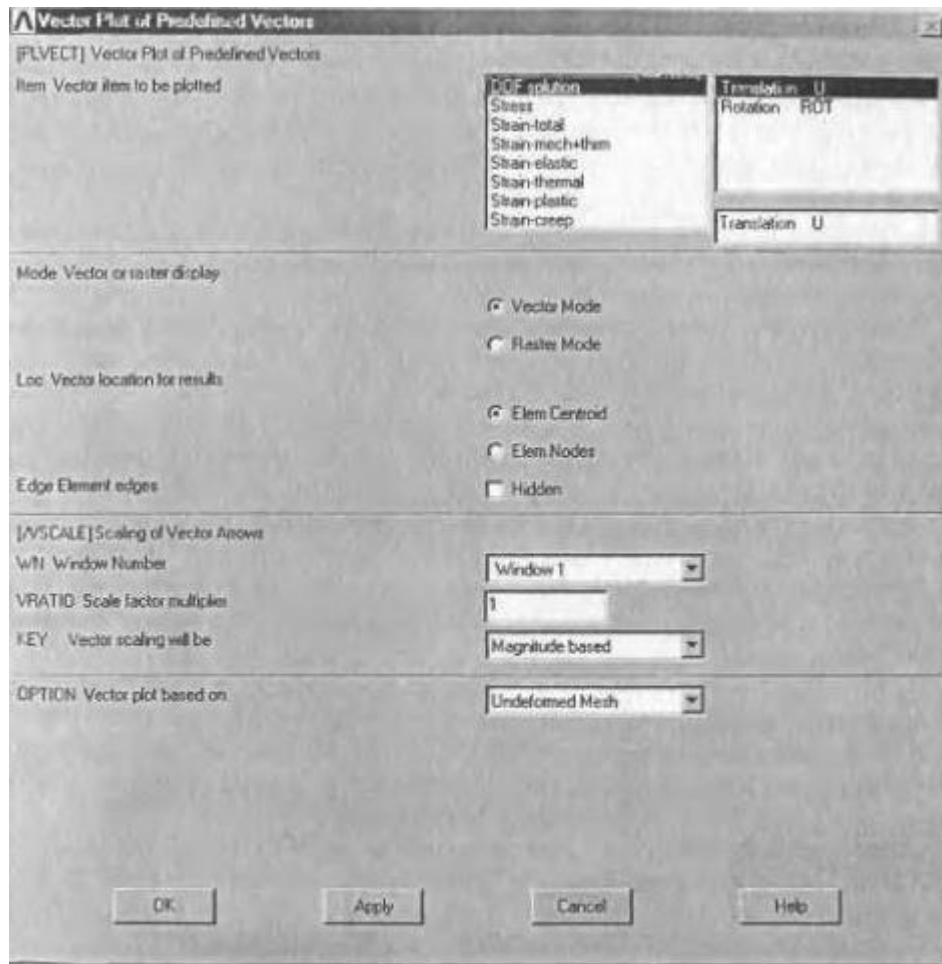 Vector Plot of Predefined Vectors
[PLVECT] Vector Plot of Predefined Vectors
Item Vector item to be plotted
DOF solution
Stress
Strain-total
Strain-mech+thrm
Strain-elastic
Strain-thermal
Strain-plastic
Strain-creep
Translation U
Rotation ROT
Translation U
Mode Vector or raster display
Vector Mode
Raster Mode
Loc Vector location for results
Elem Centroid
Elem Nodes
Edge Element edges
Hidden
[/VSCALE] Scaling of Vector Arrows
WN Window Number
Window 1
VRATIO Scale factor multiplier
1
KEY Vector scaling will be
Magnitude based
OPTION Vector plot based on
Undeformed Mesh
OK Apply Cancel Help